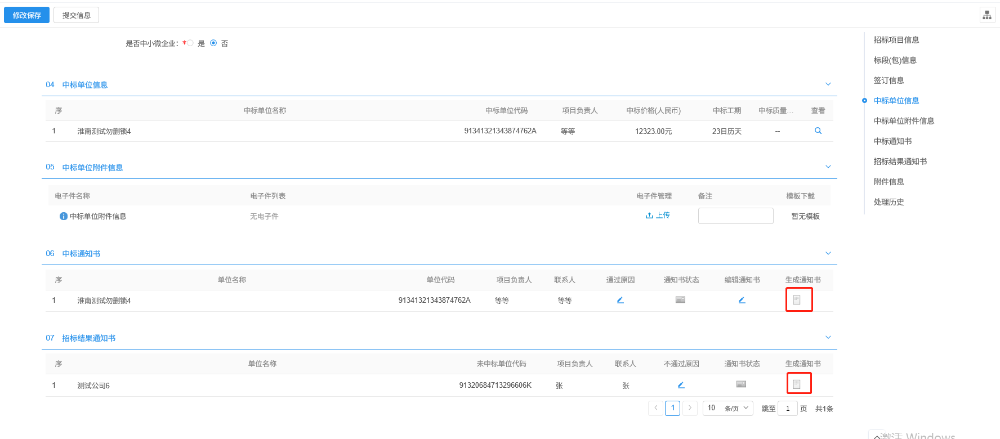 修改保存 提交信息
是否中小微企业：*○ 是 否
04 中标单位信息
序 中标单位名称 中标单位代码 项目负责人 中标价格(人民币) 中标工期 中标质量... 查看
1 淮南测试勿删锁4 91341321343874762A 等等 12323.00元 23日历天 --
05 中标单位附件信息
电子件名称 电子件列表 电子件管理 备注 模板下载
中标单位附件信息 无电子件 上传 暂无模板
06 中标通知书
序 单位名称 单位代码 项目负责人 联系人 通过原因 通知书状态 编辑通知书 生成通知书
1 淮南测试勿删锁4 91341321343874762A 等等 等等
07 招标结果通知书
序 单位名称 未中标单位代码 项目负责人 联系人 不通过原因 通知书状态 生成通知书
1 测试公司6 91320684713296606K 张 张
1 10 条/页 跳至 1 页 共1条
招标项目信息
标段(包)信息
签订信息
中标单位信息
中标单位附件信息
中标通知书
招标结果通知书
附件信息
处理历史
激活 Windows